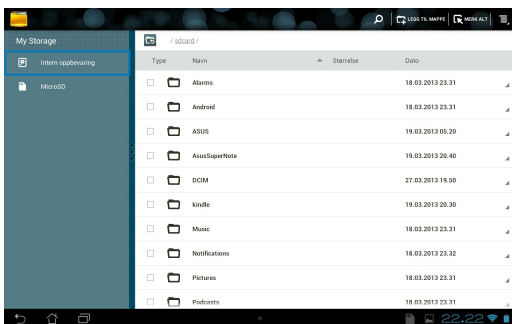 LEGG TIL MAPPE MERK ALT
My Storage
/ sdcard /
Intern oppbevaring
MicroSD
Type Navn Størrelse Dato
Alarms 18.03.2013 23.31
Android 18.03.2013 23.31
ASUS 19.03.2013 05.20
AsusSuperNote 19.03.2013 20.40
DCIM 27.03.2013 19.50
kindle 19.03.2013 20.30
Music 18.03.2013 23.31
Notifications 18.03.2013 23.32
Pictures 18.03.2013 23.31
Podcasts 18.03.2013 23.31
22.22